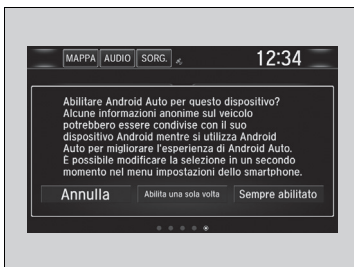 MAPPA AUDIO SORG. 12:34
Abilitare Android Auto per questo dispositivo?
Alcune informazioni anonime sul veicolo
potrebbero essere condivise con il suo
dispositivo Android mentre si utilizza Android
Auto per migliorare l'esperienza di Android Auto.
È possibile modificare la selezione in un secondo
momento nel menu impostazioni dello smartphone.
Annulla Abilita una sola volta Sempre abilitato